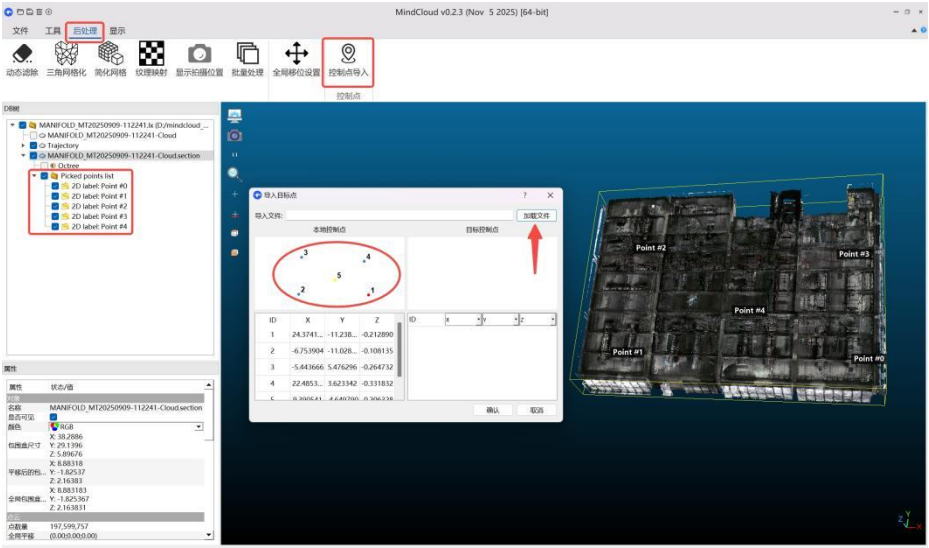 MindCloud v0.2.3 (Nov 5 2025) [64-bit]
文件 工具 后处理 显示
动态滤除 三角网格化 简化网格 纹理映射 显示拍摄位置 批量处理 全局移位设置 控制点导入
控制点
DB树
MANIFOLD_MT20250909-112241.lx (D:/mindcloud_...
MANIFOLD_MT20250909-112241-Cloud
Trajectory
MANIFOLD_MT20250909-112241-Cloud.section
Octree
Picked points list
2D label: Point #0
2D label: Point #1
2D label: Point #2
2D label: Point #3
2D label: Point #4
导入目标点 ? ×
导入文件: 加载文件
本地控制点 目标控制点
3 4
5
2 1
ID X Y Z ID X Y Z
1 24.3741... -11.238... -0.212890
2 -6.753904 -11.028... -0.108135
3 -5.443666 5.476296 -0.264732
4 22.4853... 3.623342 -0.331832
确认 取消
Point #2
Point #3
Point #4
Point #1
Point #0
属性
属性 状态/值
对象
名称 MANIFOLD_MT20250909-112241-Cloud.section
是否可见
颜色 RGB
包围盒尺寸 X: 38.2886
Y: 29.1396
Z: 5.89676
平移后的包... X: 8.88318
Y: -1.82537
Z: 2.16383
全局包围盒... X: 8.883183
Y: -1.825367
Z: 2.163831
点云
点数量 197,599,757
全局平移 (0.00;0.00;0.00)
Y
Z
X